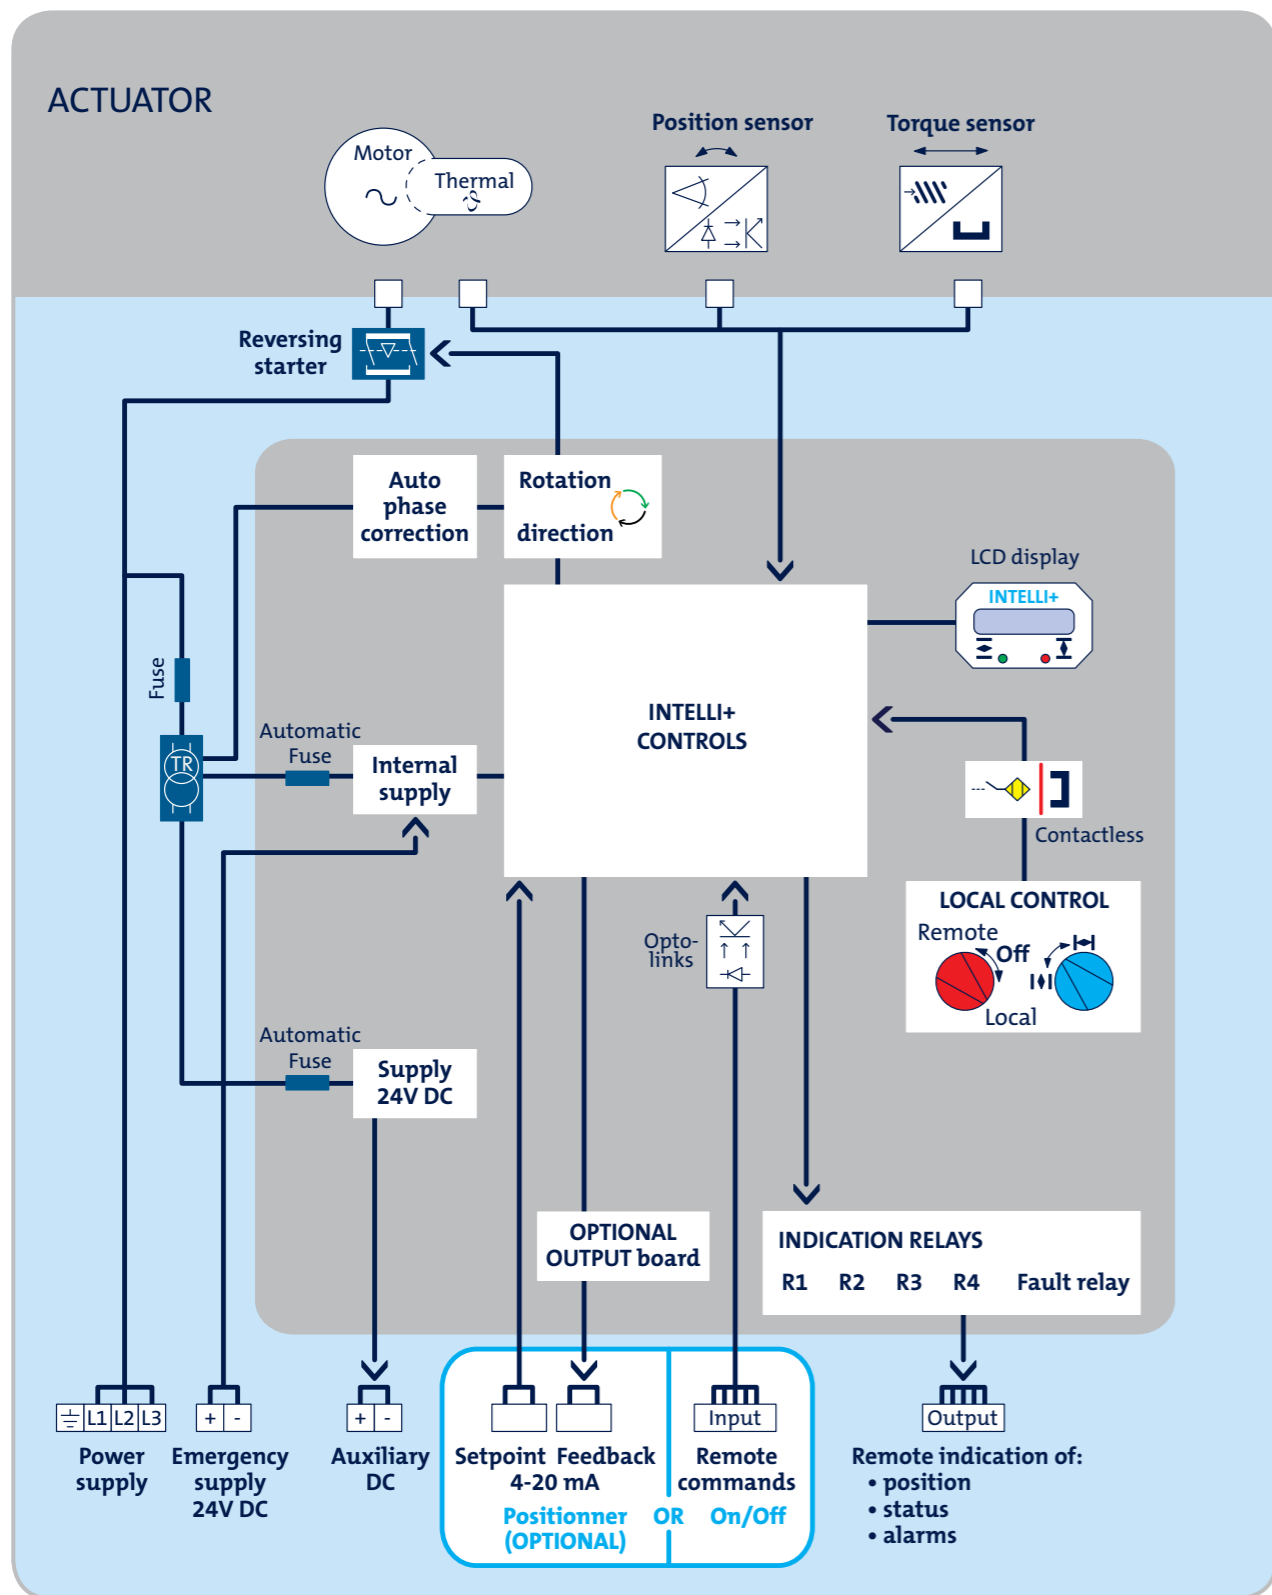 ACTUATOR
Motor
Thermal
Position sensor
Torque sensor
Reversing
starter
Auto
phase
correction
Rotation
direction
LCD display
INTELLI+
Fuse
TR
Automatic
Fuse
Internal
supply
INTELLI+
CONTROLS
Contactless
LOCAL CONTROL
Remote
Off
Local
Opto-
links
Automatic
Fuse
Supply
24V DC
OPTIONAL
OUTPUT board
INDICATION RELAYS
R1 R2 R3 R4 Fault relay
L1 L2 L3
+ -
+ -
Input
Output
Power
supply
Emergency
supply
24V DC
Auxiliary
DC
Setpoint Feedback
4-20 mA
Positionner
(OPTIONAL)
OR
Remote
commands
On/Off
Remote indication of:
• position
• status
• alarms